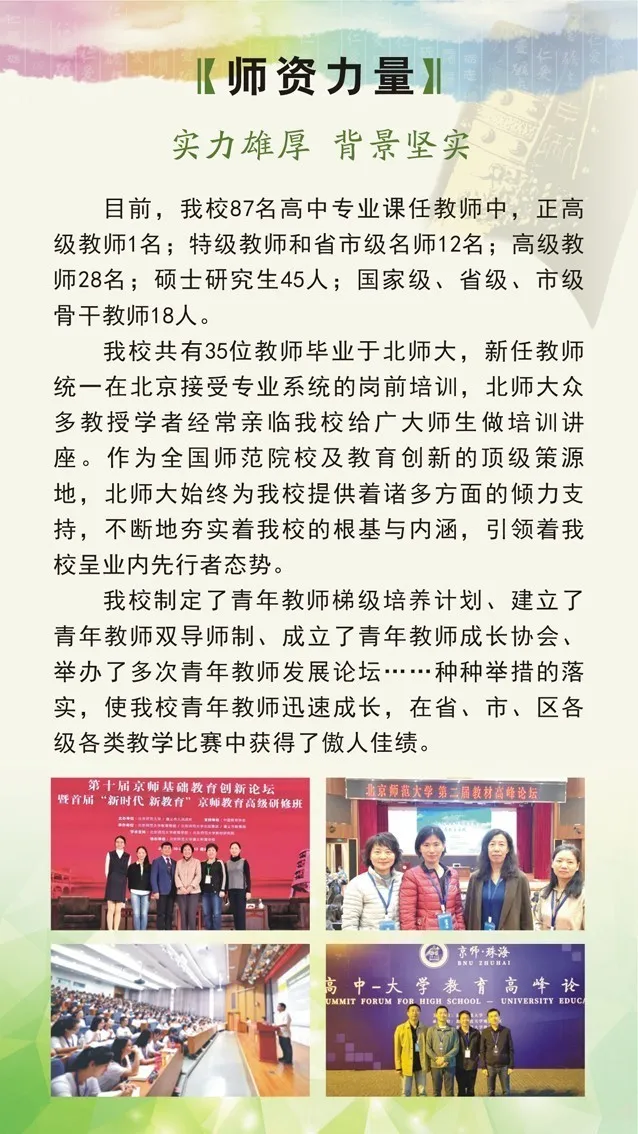 【师资力量】
实力雄厚 背景坚实
目前，我校87名高中专业课任教师中，正高
级教师1名；特级教师和省市级名师12名；高级教
师28名；硕士研究生45人；国家级、省级、市级
骨干教师18人。
我校共有35位教师毕业于北师大，新任教师
统一在北京接受专业系统的岗前培训，北师大众
多教授学者经常亲临我校给广大师生做培训讲
座。作为全国师范院校及教育创新的顶级策源
地，北师大始终为我校提供着诸多方面的倾力支
持，不断地夯实着我校的根基与内涵，引领着我
校呈业内先行者态势。
我校制定了青年教师梯级培养计划、建立了
青年教师双导师制、成立了青年教师成长协会、
举办了多次青年教师发展论坛……种种举措的落
实，使我校青年教师迅速成长，在省、市、区各
级各类教学比赛中获得了傲人佳绩。
第十届京师基础教育创新论坛
暨首届“新时代 新教育”京师教育高级研修班
北京师范大学 第二届教材高峰论坛
京师·珠海
BNU ZHUHAI
高中-大学教育高峰论
SUMMIT FORUM FOR HIGH SCHOOL — UNIVERSITY EDUCA